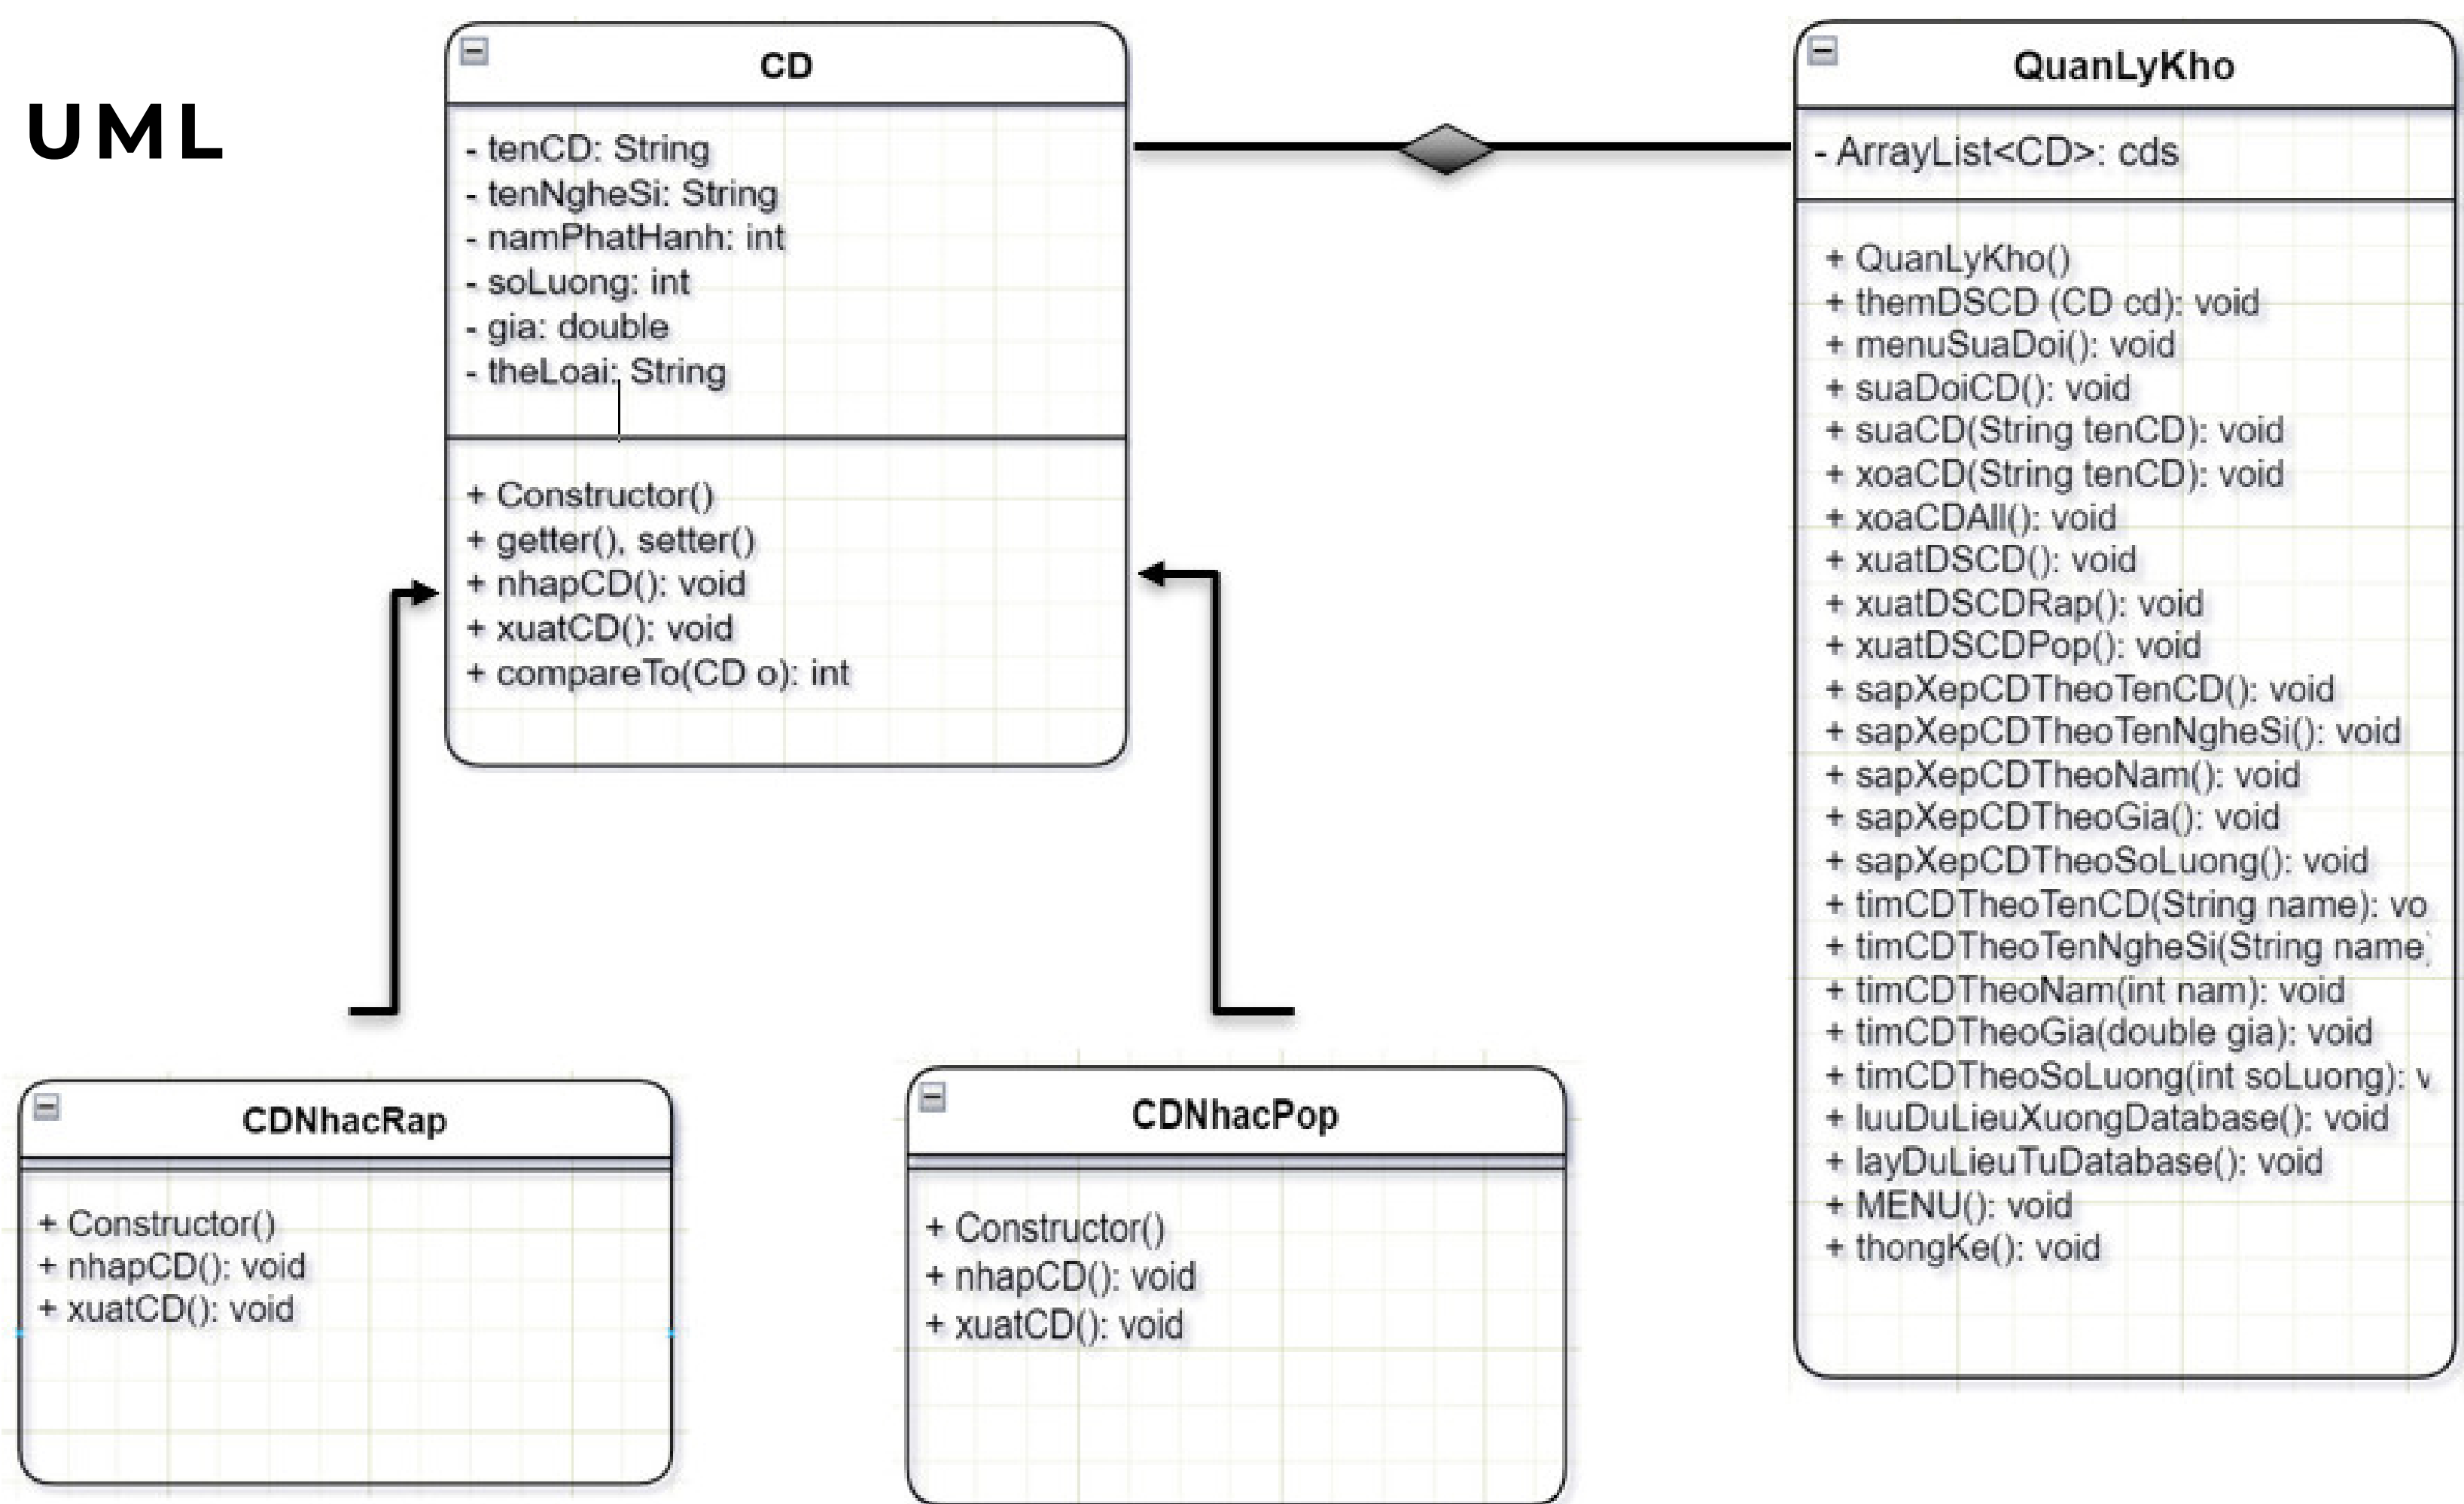 UML
CD
- tenCD: String
- tenNgheSi: String
- namPhatHanh: int
- soLuong: int
- gia: double
- theLoai: String
+ Constructor()
+ getter(), setter()
+ nhapCD(): void
+ xuatCD(): void
+ compareTo(CD o): int
QuanLyKho
- ArrayList<CD>: cds
+ QuanLyKho()
+ themDSCD (CD cd): void
+ menuSuaDoi(): void
+ suaDoiCD(): void
+ suaCD(String tenCD): void
+ xoaCD(String tenCD): void
+ xoaCDAll(): void
+ xuatDSCD(): void
+ xuatDSCDRap(): void
+ xuatDSCDPop(): void
+ sapXepCDTheoTenCD(): void
+ sapXepCDTheoTenNgheSi(): void
+ sapXepCDTheoNam(): void
+ sapXepCDTheoGia(): void
+ sapXepCDTheoSoLuong(): void
+ timCDTheoTenCD(String name): vo
+ timCDTheoTenNgheSi(String name)
+ timCDTheoNam(int nam): void
+ timCDTheoGia(double gia): void
+ timCDTheoSoLuong(int soLuong): v
+ luuDuLieuXuongDatabase(): void
+ layDuLieuTuDatabase(): void
+ MENU(): void
+ thongKe(): void
CDNhacRap
+ Constructor()
+ nhapCD(): void
+ xuatCD(): void
CDNhacPop
+ Constructor()
+ nhapCD(): void
+ xuatCD(): void